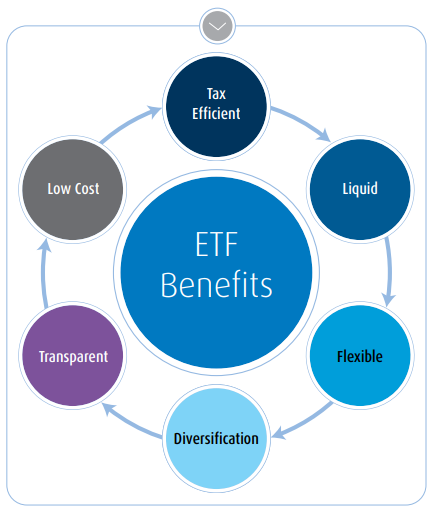 Tax
Efficient
Low Cost
Liquid
ETF
Benefits
Transparent
Flexible
Diversification